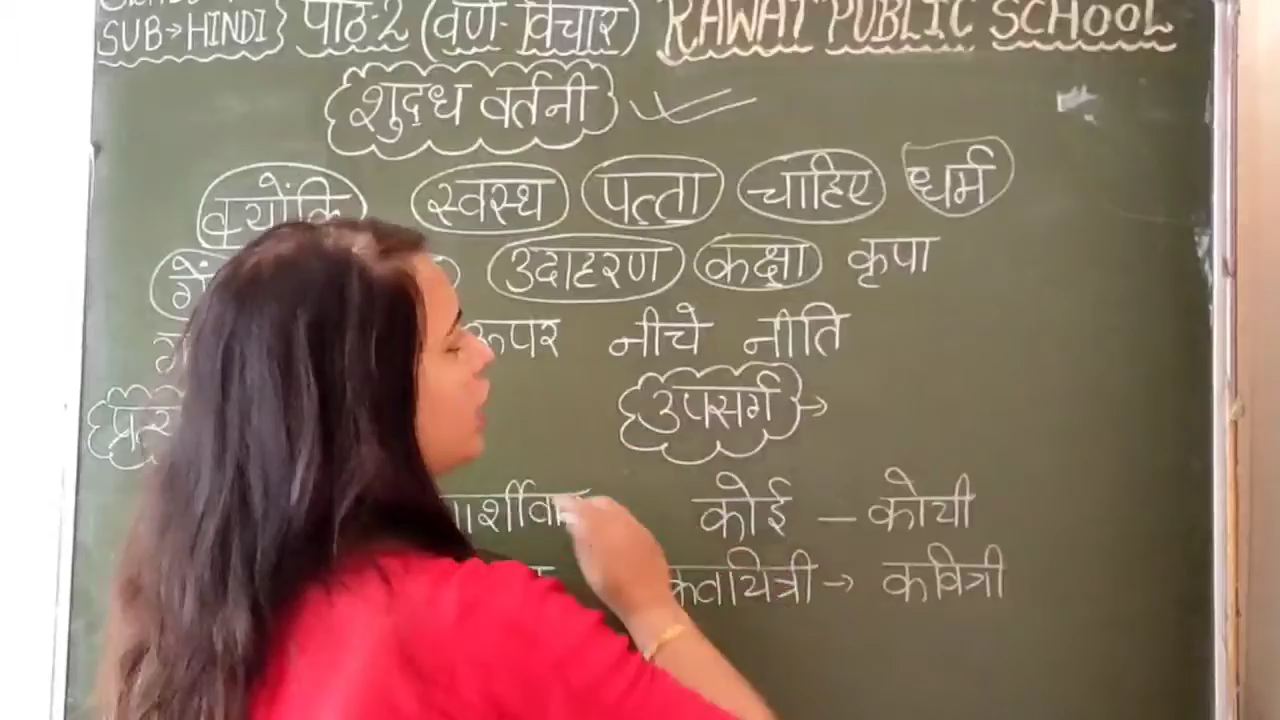 SUB→HINDI} पाठ-2 (वर्ण-विचार) RAWAT PUBLIC SCHOOL
शुद्ध वर्तनी
क्योंकि स्वस्थ पत्ता चाहिए धर्म
उदाहरण कक्षा कृपा
ऊपर नीचे नीति
उपसर्ग→
कोई – कोयी
कवयित्री → कवित्री